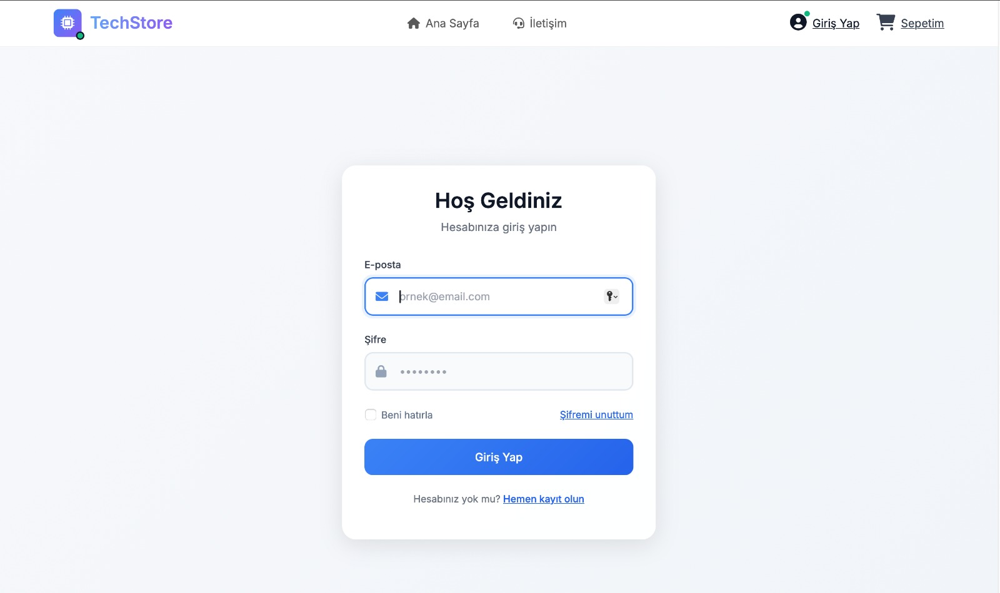 TechStore
Ana Sayfa
İletişim
Giriş Yap
Sepetim
Hoş Geldiniz
Hesabınıza giriş yapın
E-posta
ornek@email.com
Şifre
••••••••
Beni hatırla
Şifremi unuttum
Giriş Yap
Hesabınız yok mu? Hemen kayıt olun